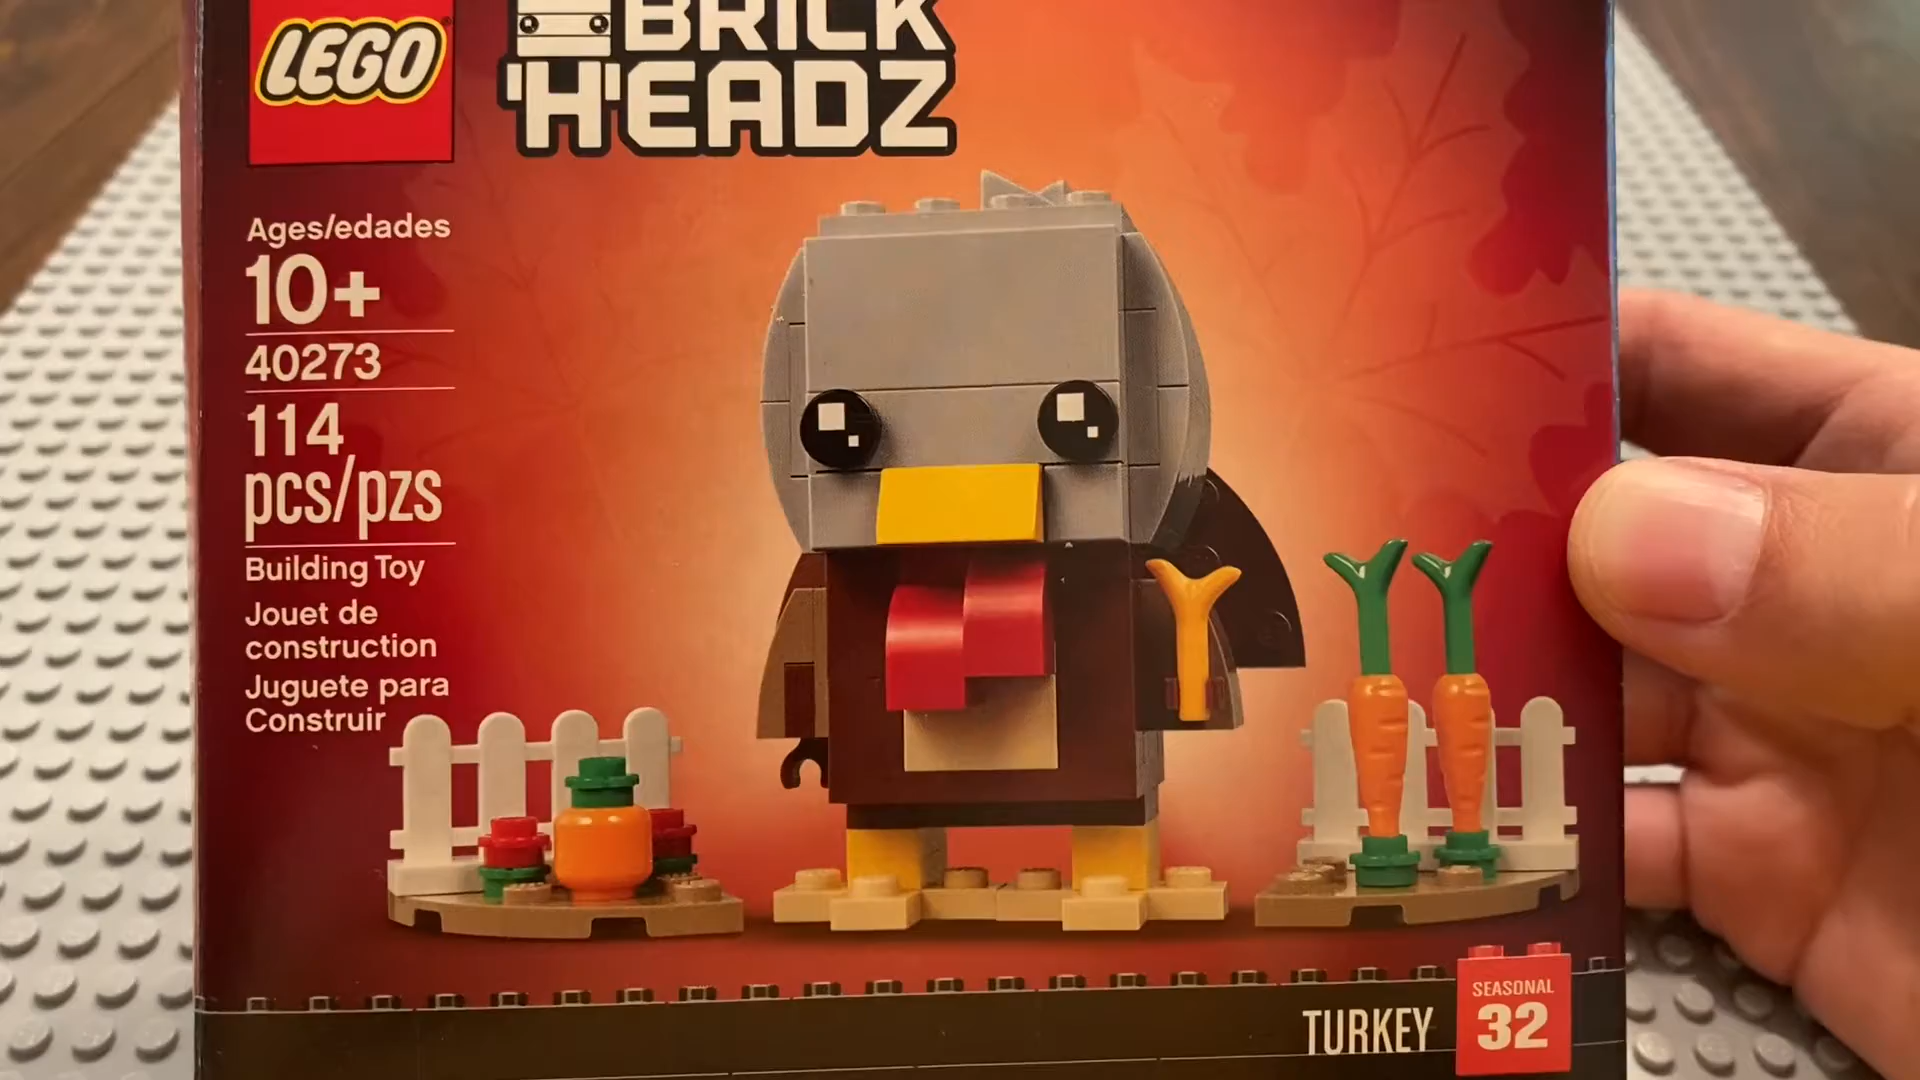 LEGO
BRICK
'H'EADZ
Ages/edades
10+
40273
114
pcs/pzs
Building Toy
Jouet de
construction
Juguete para
Construir
TURKEY
SEASONAL
32